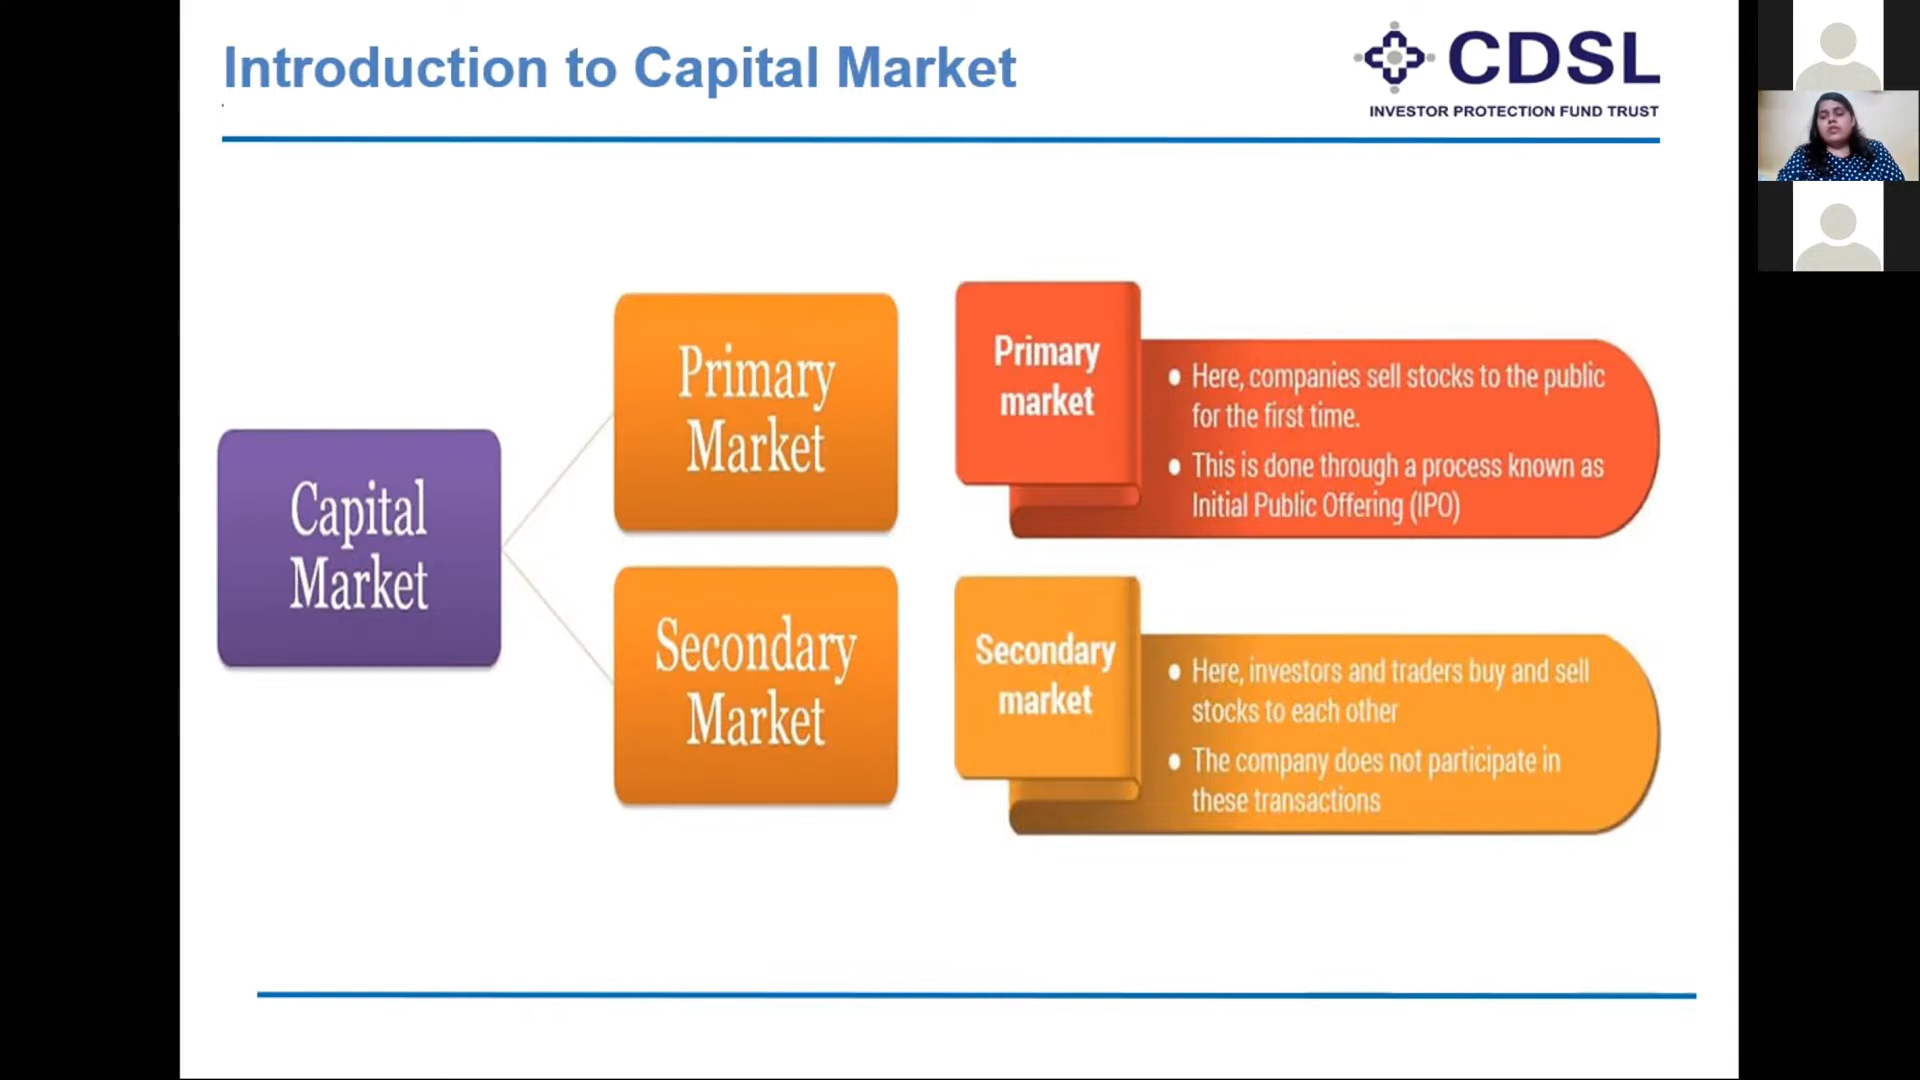 Introduction to Capital Market
CDSL
INVESTOR PROTECTION FUND TRUST
Capital
Market
Primary
Market
Secondary
Market
Primary
market
• Here, companies sell stocks to the public
for the first time.
• This is done through a process known as
Initial Public Offering (IPO)
Secondary
market
• Here, investors and traders buy and sell
stocks to each other
• The company does not participate in
these transactions